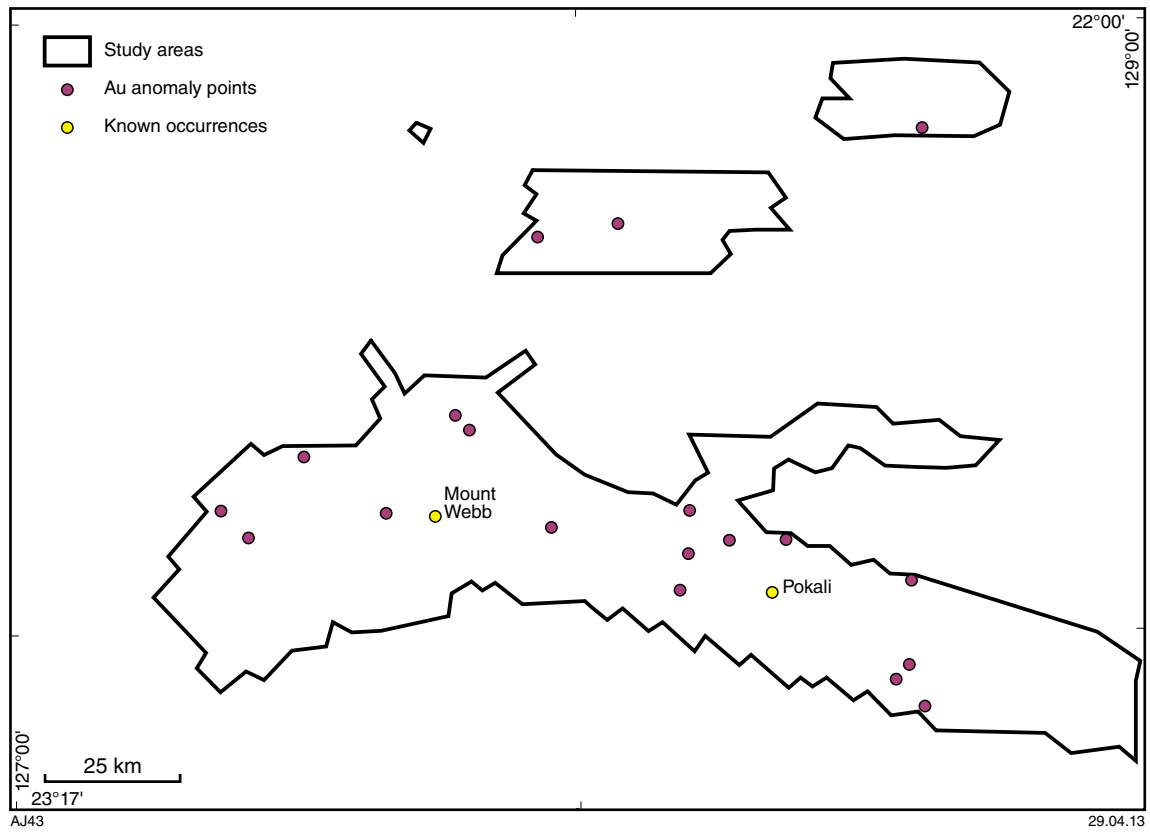 22°00'
129°00'
Study areas
Au anomaly points
Known occurrences
Mount
Webb
Pokali
127°00'
25 km
23°17'
AJ43
29.04.13